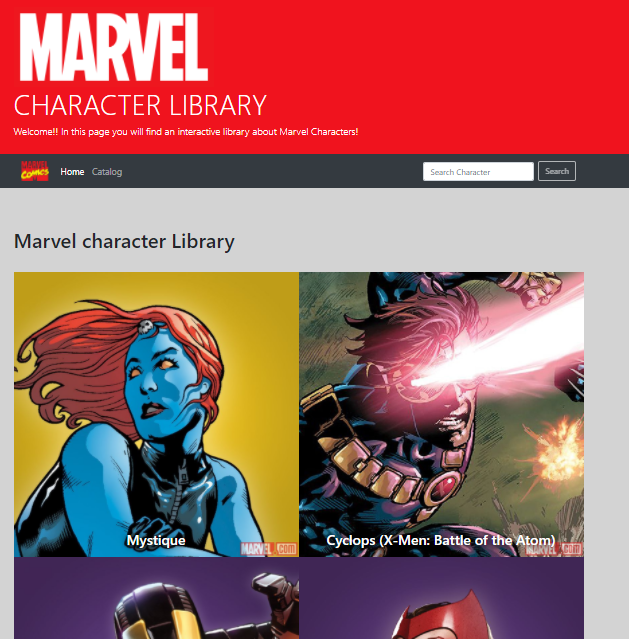 MARVEL
CHARACTER LIBRARY
Welcome!! In this page you will find an interactive library about Marvel Characters!
MARVEL
Comics
Home Catalog Search Character Search
Marvel character Library
Mystique
MARVEL.com
Cyclops (X-Men: Battle of the Atom)
MARVEL.com